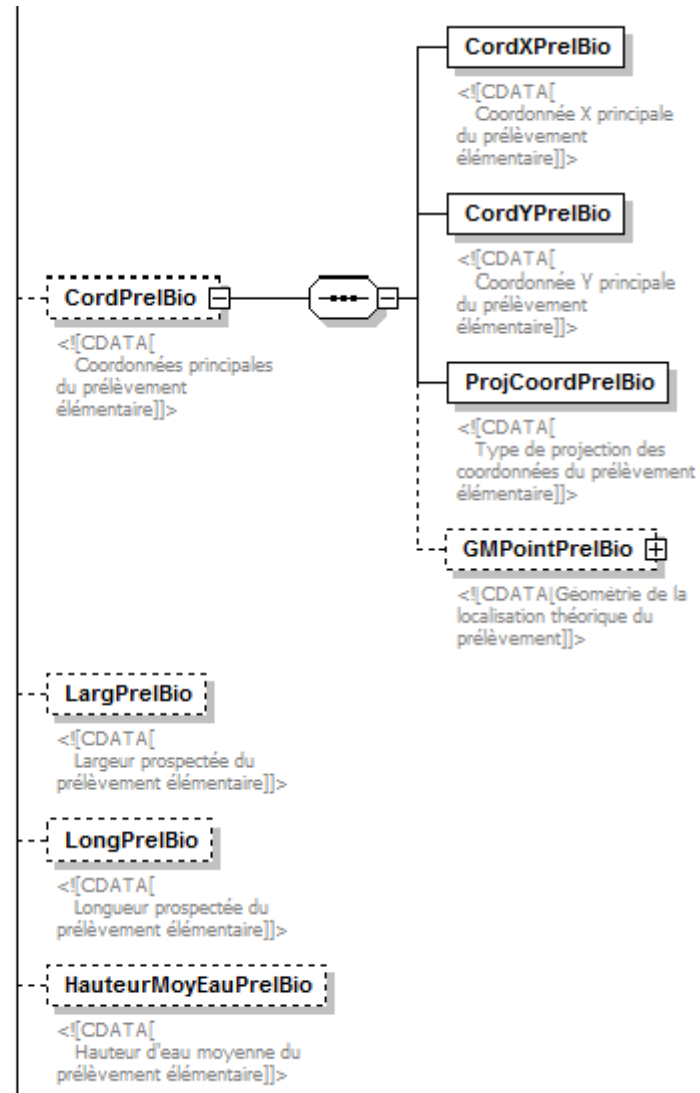 CordXPrelBio
<![CDATA[
Coordonnée X principale
du prélèvement
élémentaire]]>
CordYPrelBio
<![CDATA[
Coordonnée Y principale
du prélèvement
élémentaire]]>
CordPrelBio
<![CDATA[
Coordonnées principales
du prélèvement
élémentaire]]>
ProjCoordPrelBio
<![CDATA[
Type de projection des
coordonnées du prélèvement
élémentaire]]>
GMPointPrelBio
<![CDATA[Géométrie de la
localisation théorique du
prélèvement]]>
LargPrelBio
<![CDATA[
Largeur prospectée du
prélèvement élémentaire]]>
LongPrelBio
<![CDATA[
Longueur prospectée du
prélèvement élémentaire]]>
HauteurMoyEauPrelBio
<![CDATA[
Hauteur d'eau moyenne du
prélèvement élémentaire]]>